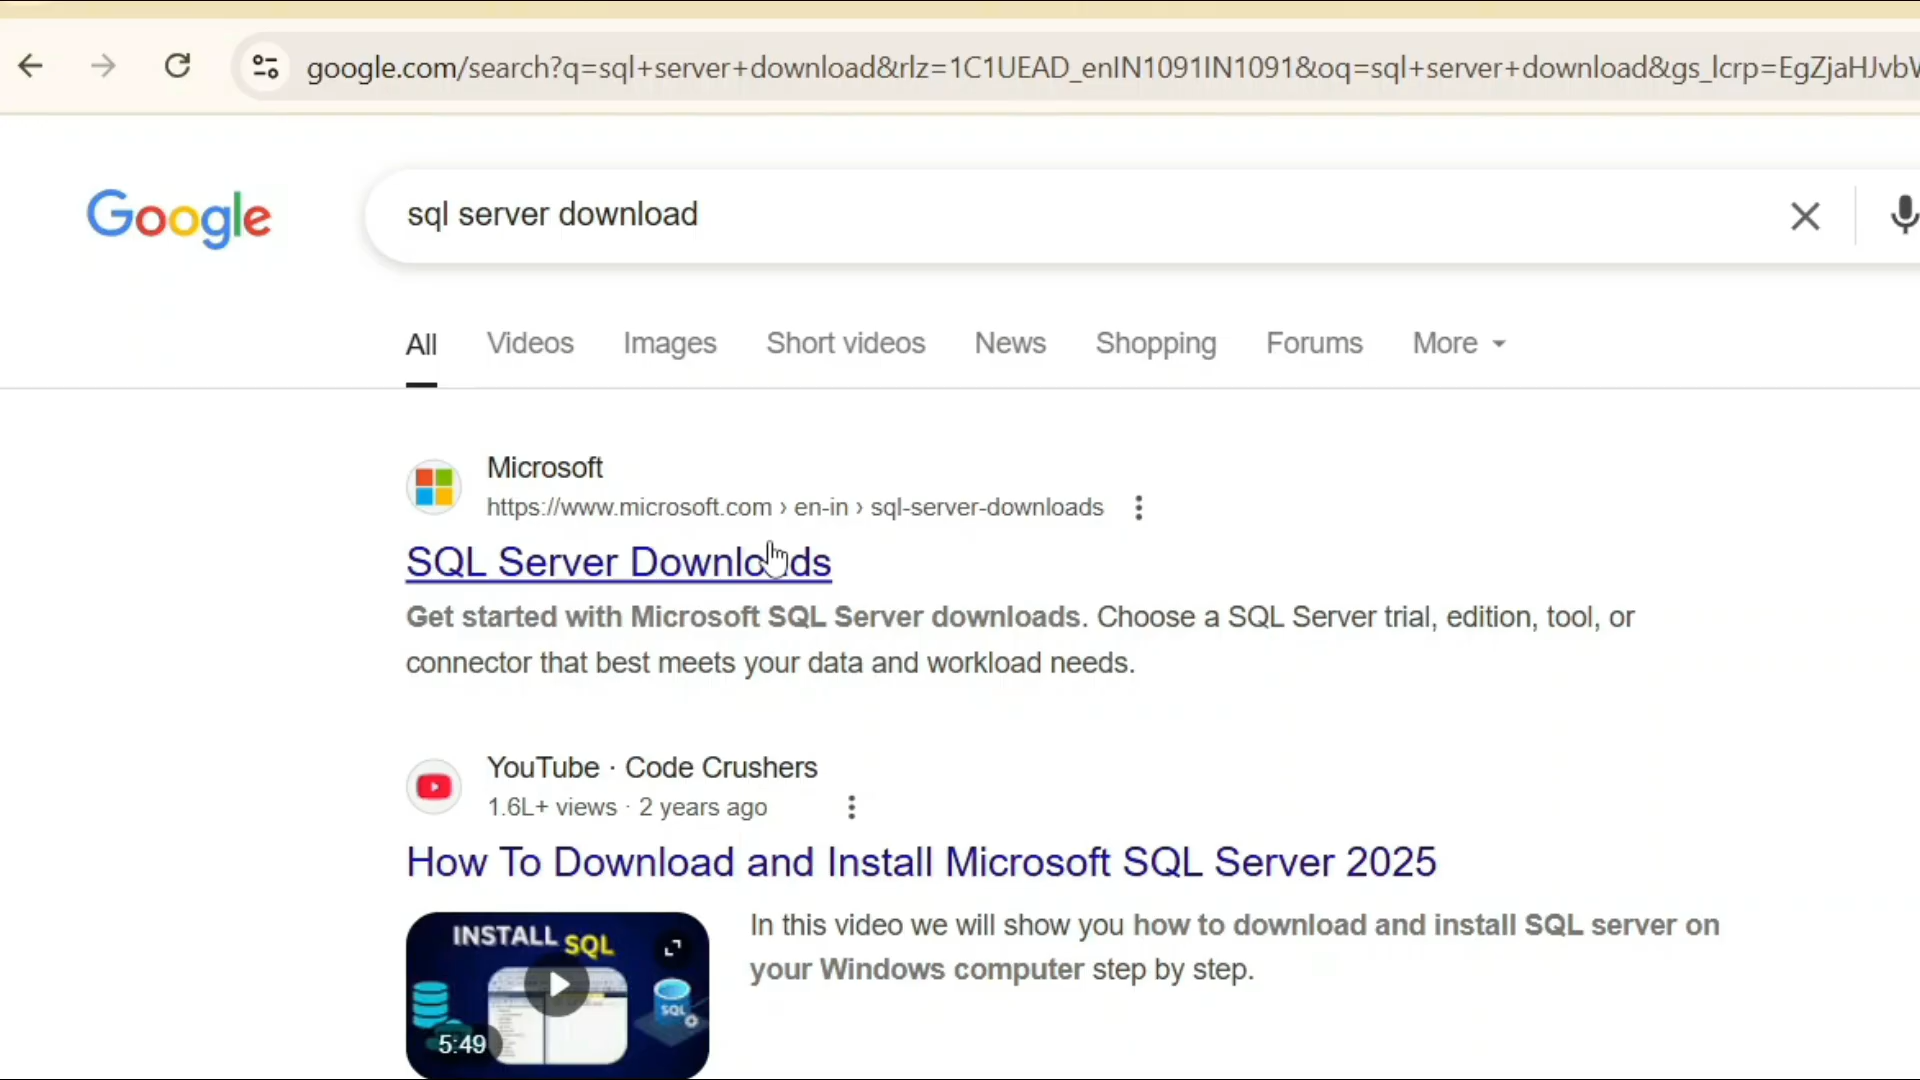 google.com/search?q=sql+server+download&rlz=1C1UEAD_enIN1091IN1091&oq=sql+server+download&gs_lcrp=EgZjaHJvbV
Google
sql server download
All Videos Images Short videos News Shopping Forums More
Microsoft
https://www.microsoft.com › en-in › sql-server-downloads
SQL Server Downloads
Get started with Microsoft SQL Server downloads. Choose a SQL Server trial, edition, tool, or
connector that best meets your data and workload needs.
YouTube · Code Crushers
1.6L+ views · 2 years ago
How To Download and Install Microsoft SQL Server 2025
INSTALL SQL
SQL
5:49
In this video we will show you how to download and install SQL server on
your Windows computer step by step.